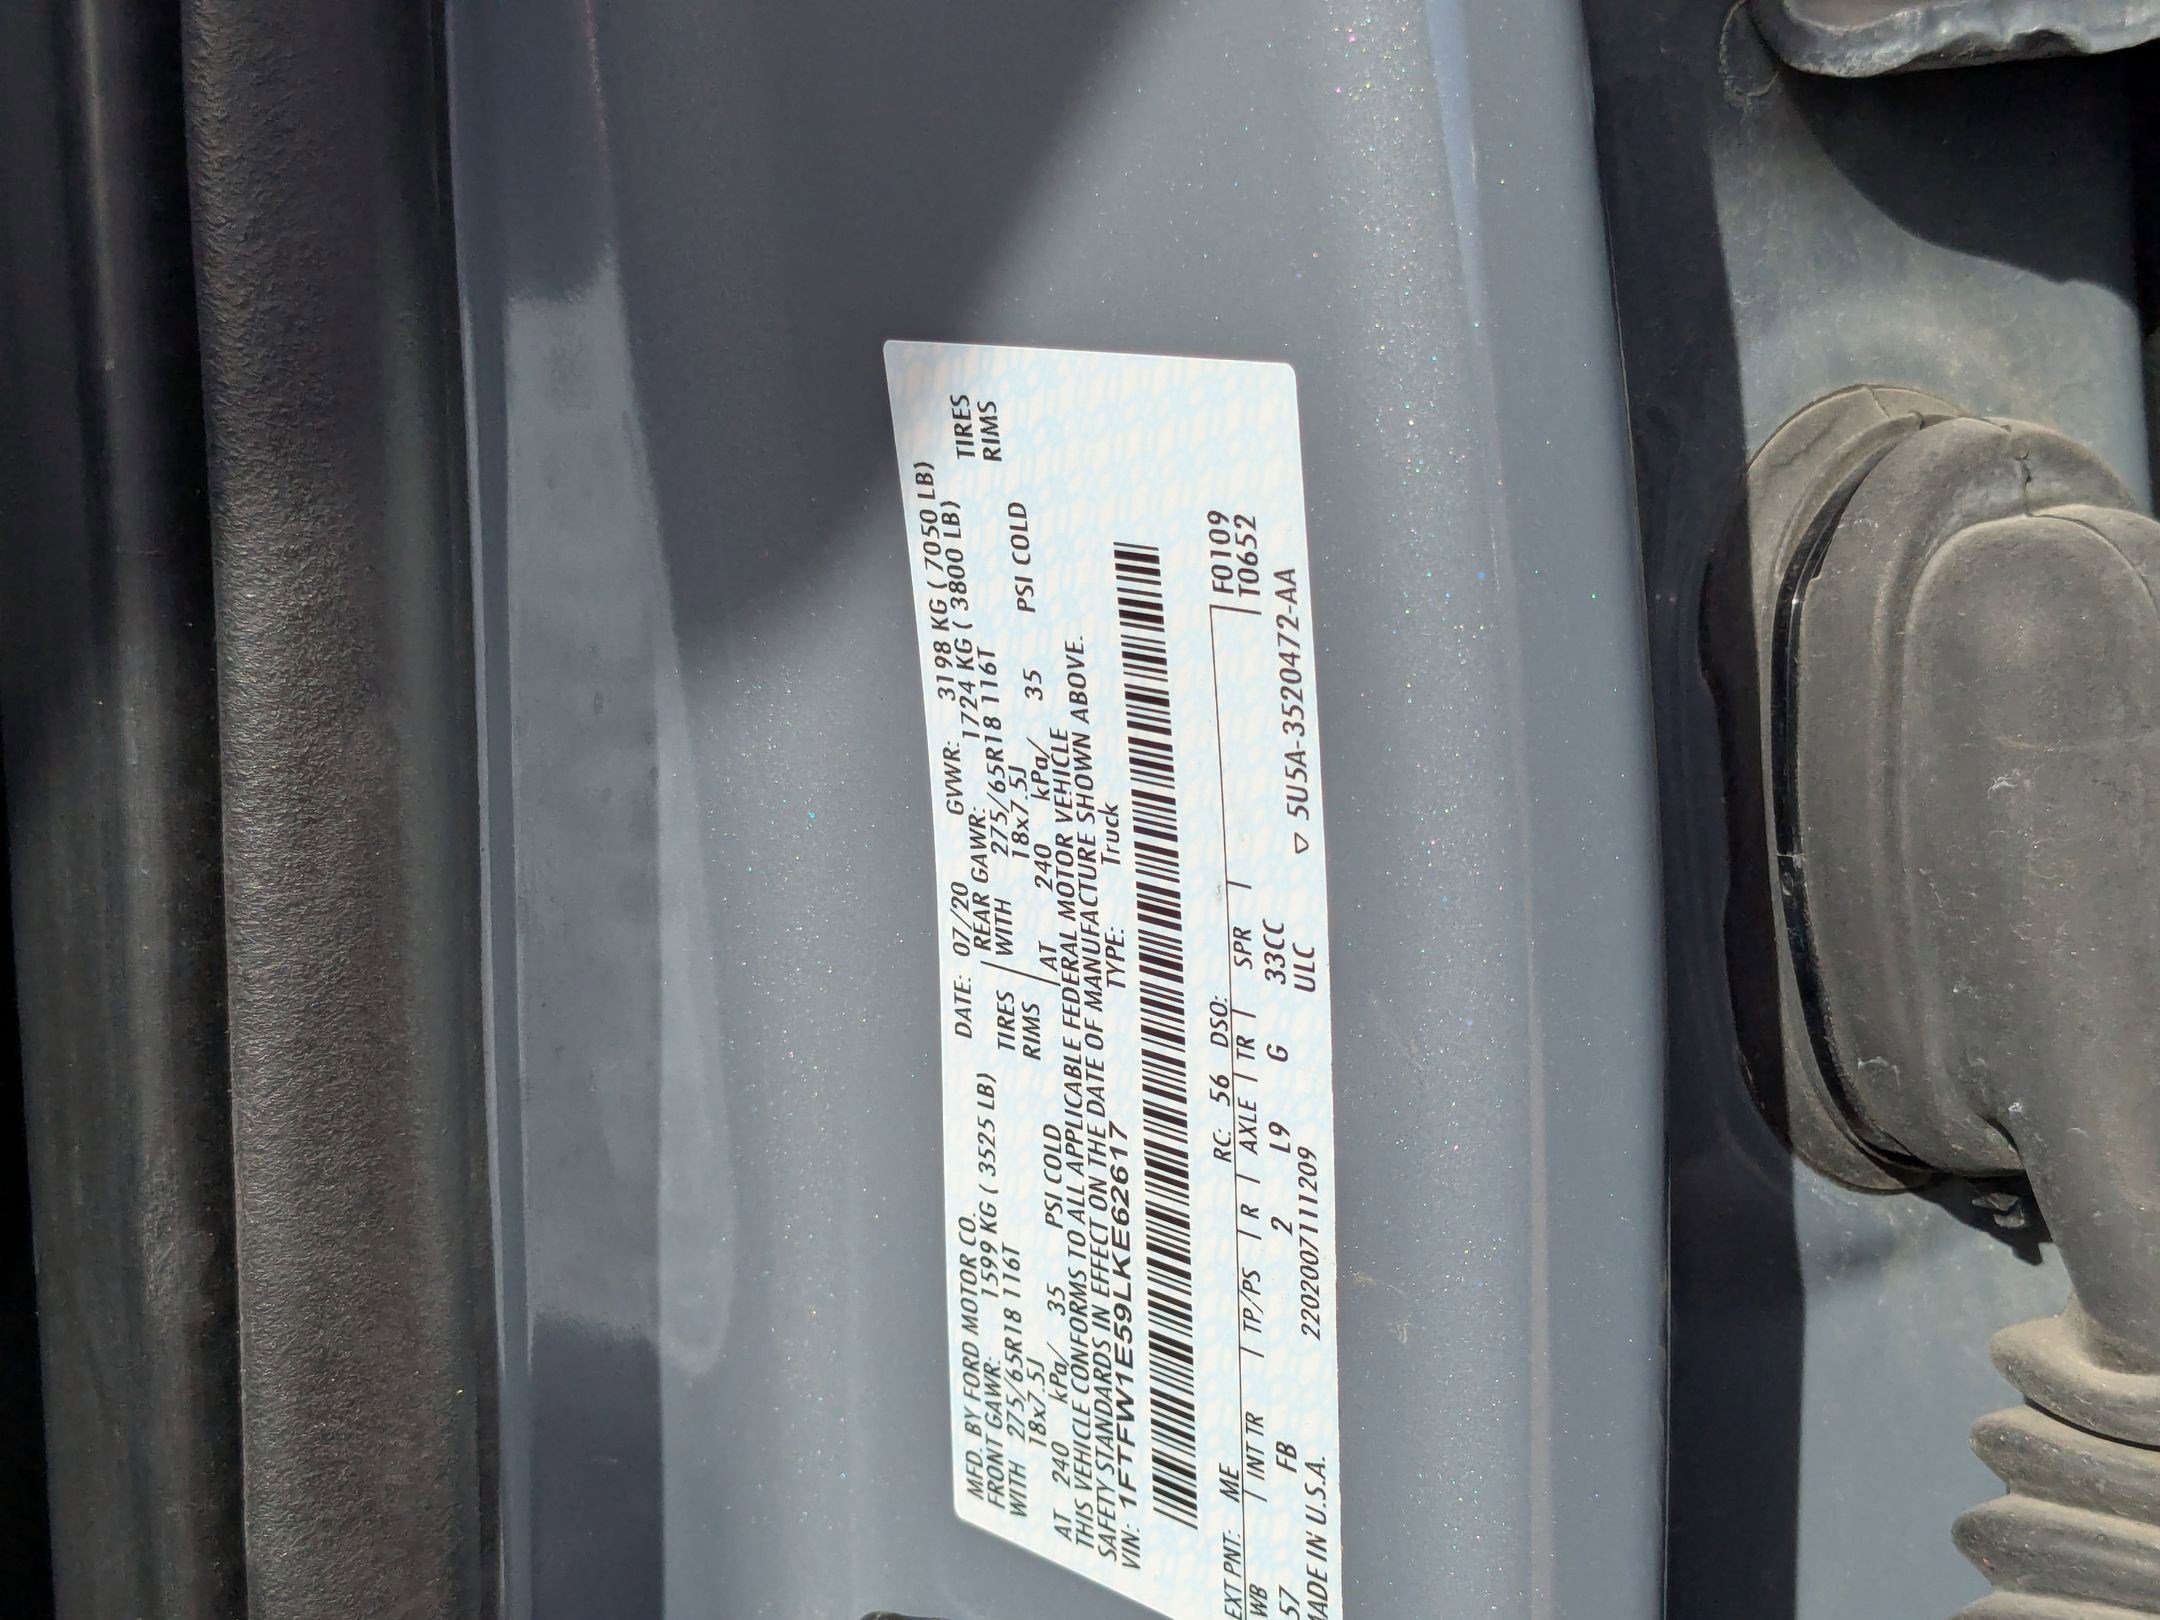 MFD. BY FORD MOTOR CO. DATE: 07/20 GVWR: 3198 KG ( 7050 LB)
FRONT GAWR: 1599 KG ( 3525 LB) REAR GAWR: 1724 KG ( 3800 LB)
WITH 275/65R18 116T TIRES WITH 275/65R18 116T TIRES
18x7.5J RIMS 18x7.5J RIMS
AT 240 kPa/ 35 PSI COLD AT 240 kPa/ 35 PSI COLD
THIS VEHICLE CONFORMS TO ALL APPLICABLE FEDERAL MOTOR VEHICLE
SAFETY STANDARDS IN EFFECT ON THE DATE OF MANUFACTURE SHOWN ABOVE.
VIN: 1FTFW1E59LKE62617 TYPE: Truck
EXT PNT: ME RC: 56 DSO: F0109
WB | INT TR | TP/PS | R | AXLE | TR | SPR | T0652
57 FB 2 L9 G 33CC
MADE IN U.S.A. 22020071111209 ULC ▽ 5U5A-3520472-AA